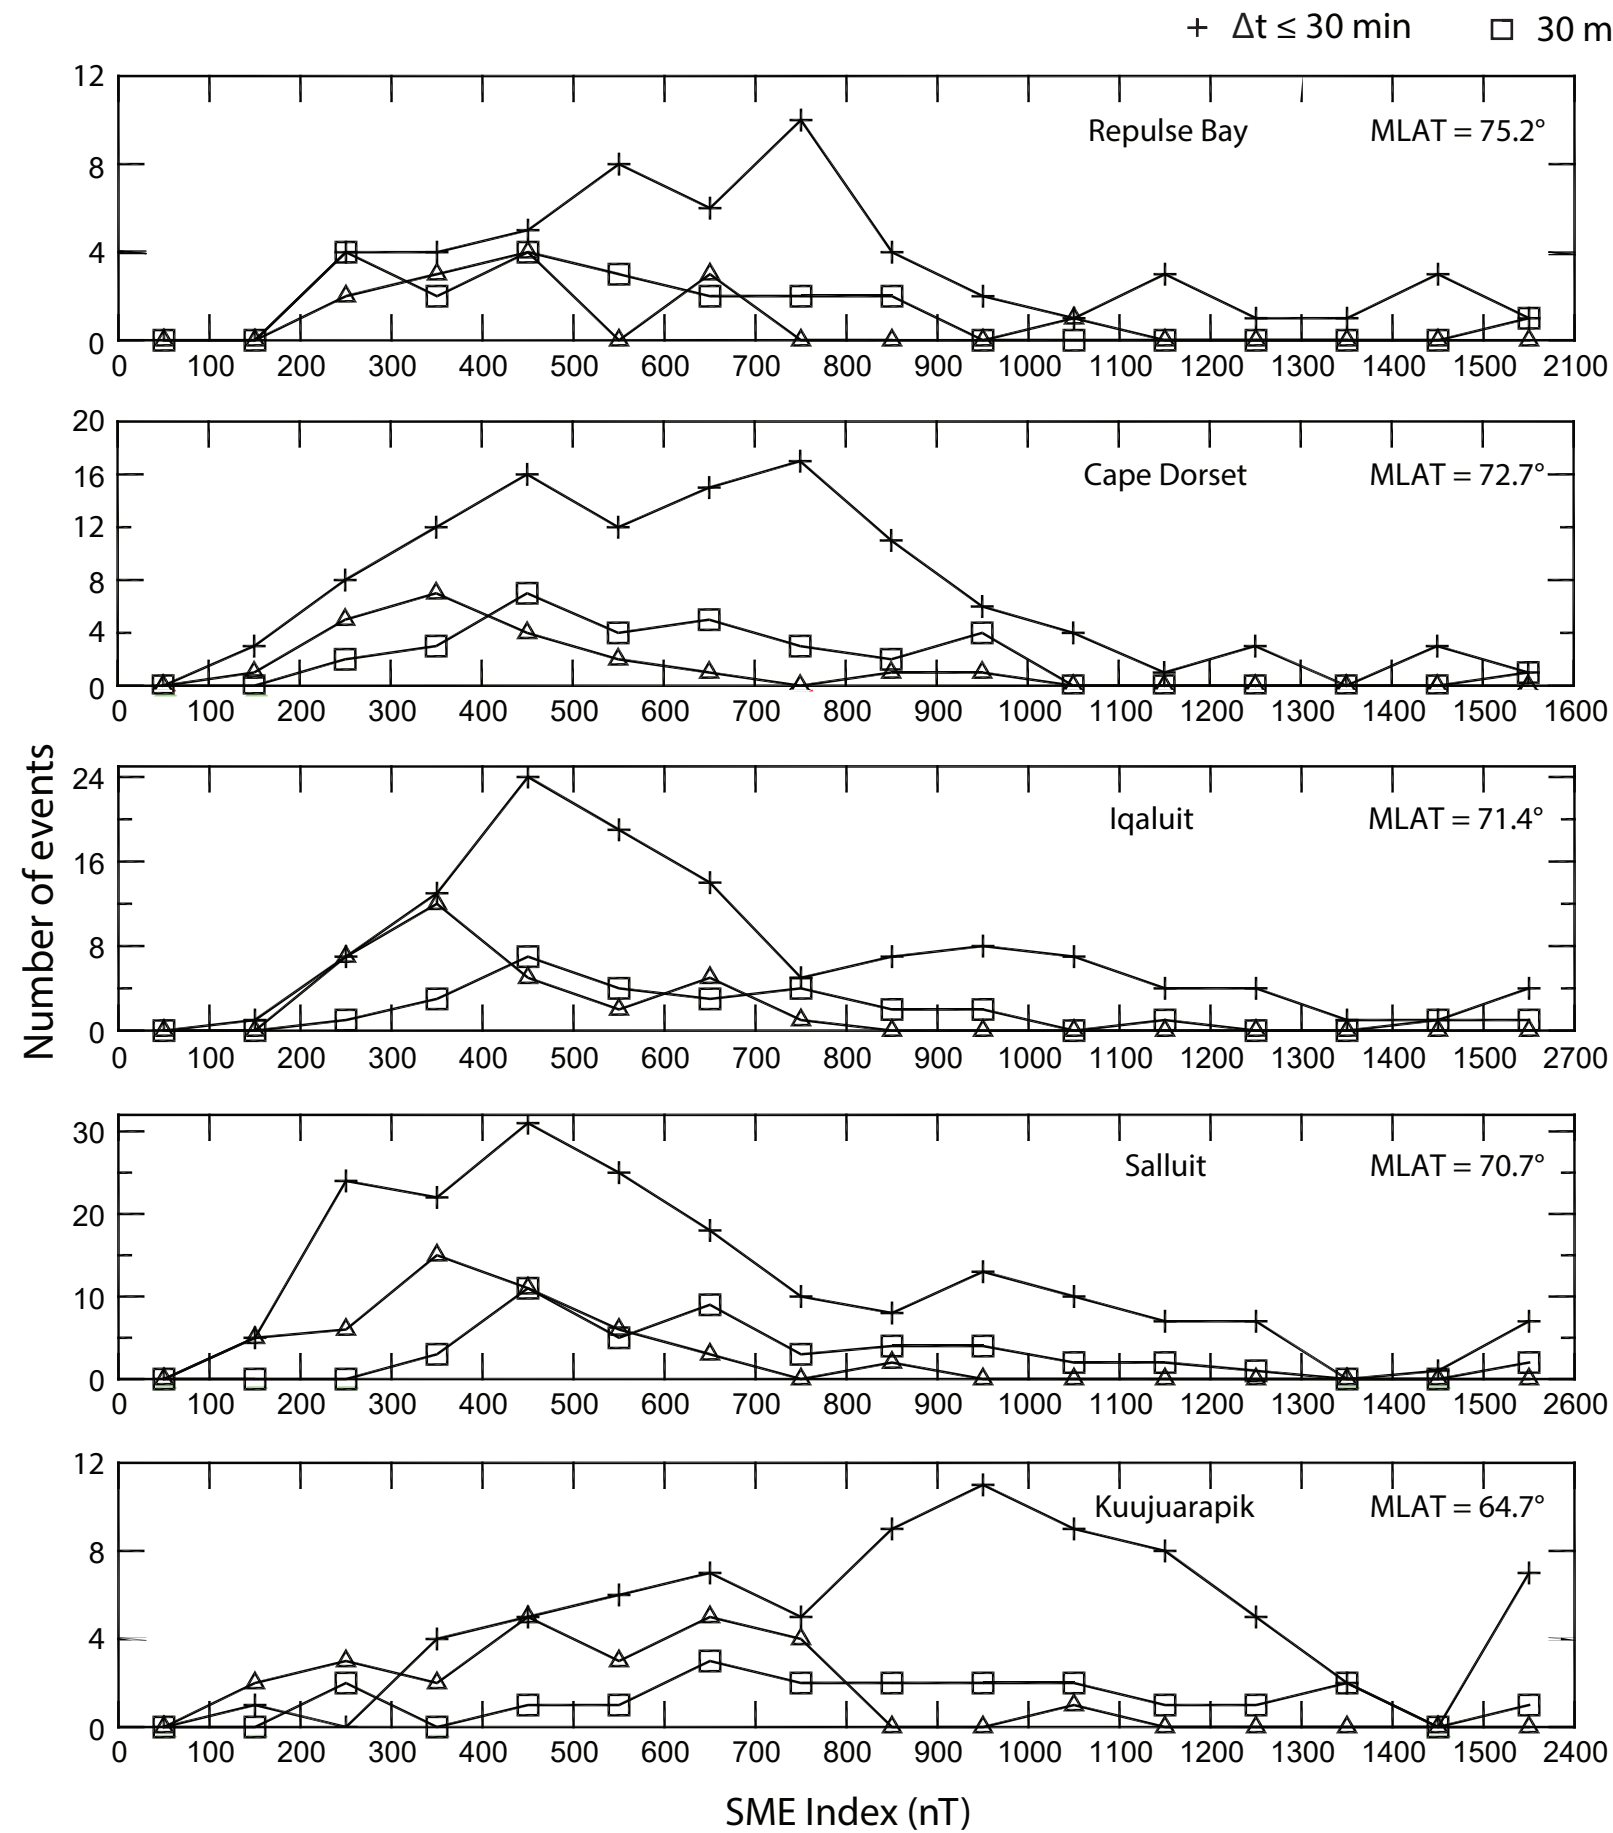 + Δt ≤ 30 min □ 30 m
12
Repulse Bay MLAT = 75.2°
8
4
0
0 100 200 300 400 500 600 700 800 900 1000 1100 1200 1300 1400 1500 2100
20
Cape Dorset MLAT = 72.7°
16
12
8
4
0
0 100 200 300 400 500 600 700 800 900 1000 1100 1200 1300 1400 1500 1600
Number of events
24
Iqaluit MLAT = 71.4°
16
8
0
0 100 200 300 400 500 600 700 800 900 1000 1100 1200 1300 1400 1500 2700
30
Salluit MLAT = 70.7°
20
10
0
0 100 200 300 400 500 600 700 800 900 1000 1100 1200 1300 1400 1500 2600
12
Kuujuarapik MLAT = 64.7°
8
4
0
0 100 200 300 400 500 600 700 800 900 1000 1100 1200 1300 1400 1500 2400
SME Index (nT)